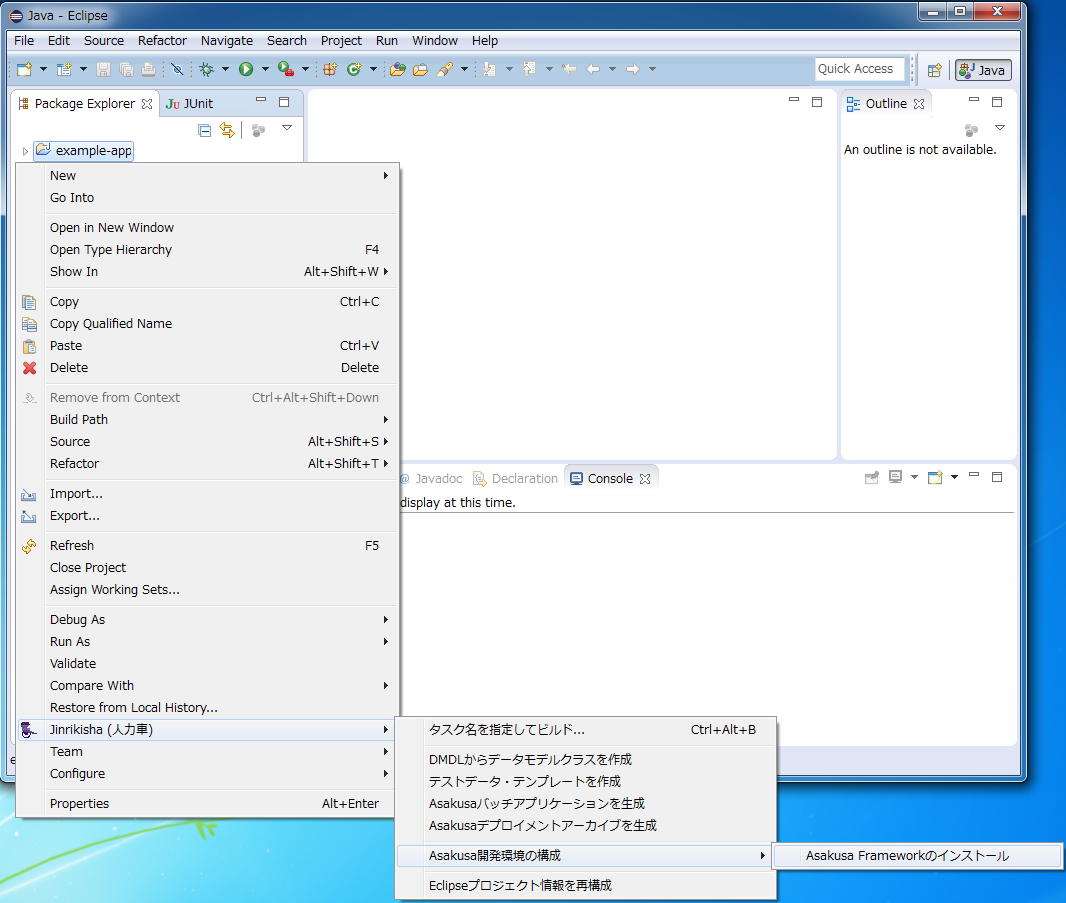 Java - Eclipse
File Edit Source Refactor Navigate Search Project Run Window Help
Quick Access Java
Package Explorer JUnit
Outline
example-app
An outline is not available.
New
Go Into
Open in New Window
Open Type Hierarchy F4
Show In Alt+Shift+W
Copy Ctrl+C
Copy Qualified Name
Paste Ctrl+V
Delete Delete
Remove from Context Ctrl+Alt+Shift+Down
Build Path
Source Alt+Shift+S
Refactor Alt+Shift+T
@ Javadoc Declaration Console
display at this time.
Import...
Export...
Refresh F5
Close Project
Assign Working Sets...
Debug As
Run As
Validate
Compare With
Restore from Local History...
Jinrikisha (人力車)
Team
Configure
Properties Alt+Enter
タスク名を指定してビルド... Ctrl+Alt+B
DMDLからデータモデルクラスを作成
テストデータ・テンプレートを作成
Asakusaバッチアプリケーションを生成
Asakusaデプロイメントアーカイブを生成
Asakusa開発環境の構成
Asakusa Frameworkのインストール
Eclipseプロジェクト情報を再構成